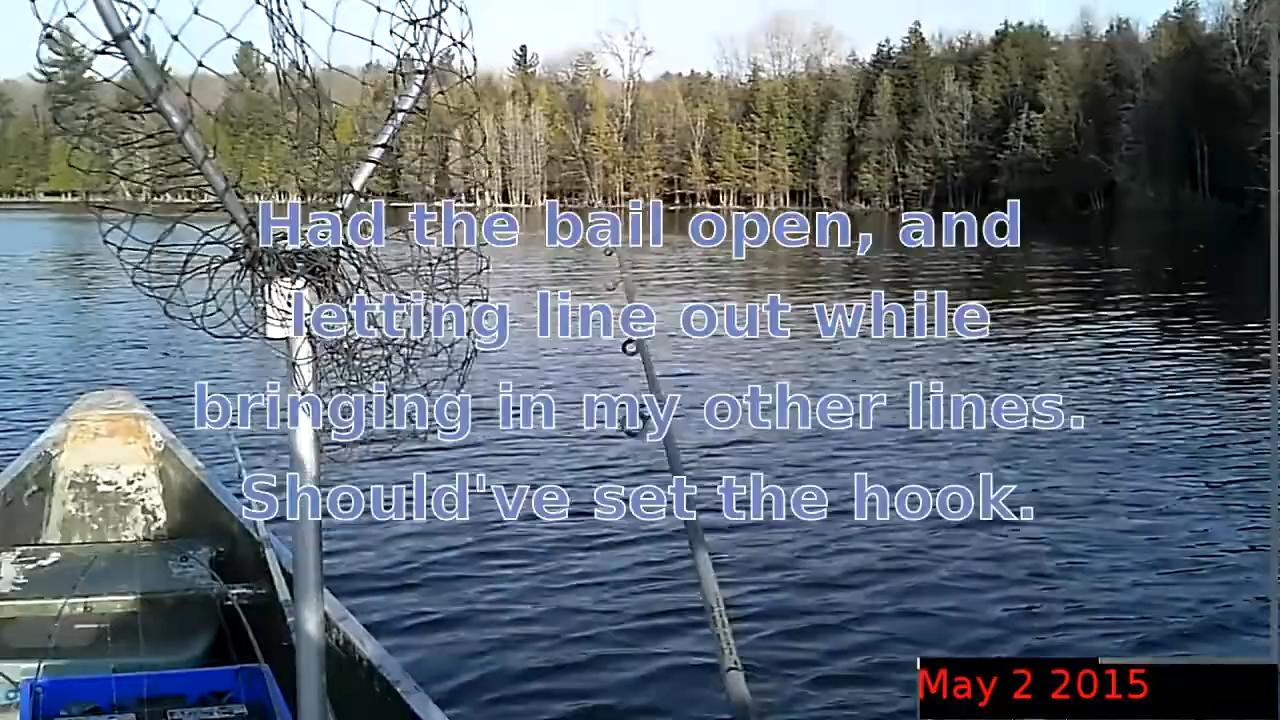 Had the bail open, and
letting line out while
bringing in my other lines.
Should've set the hook.
May 2 2015